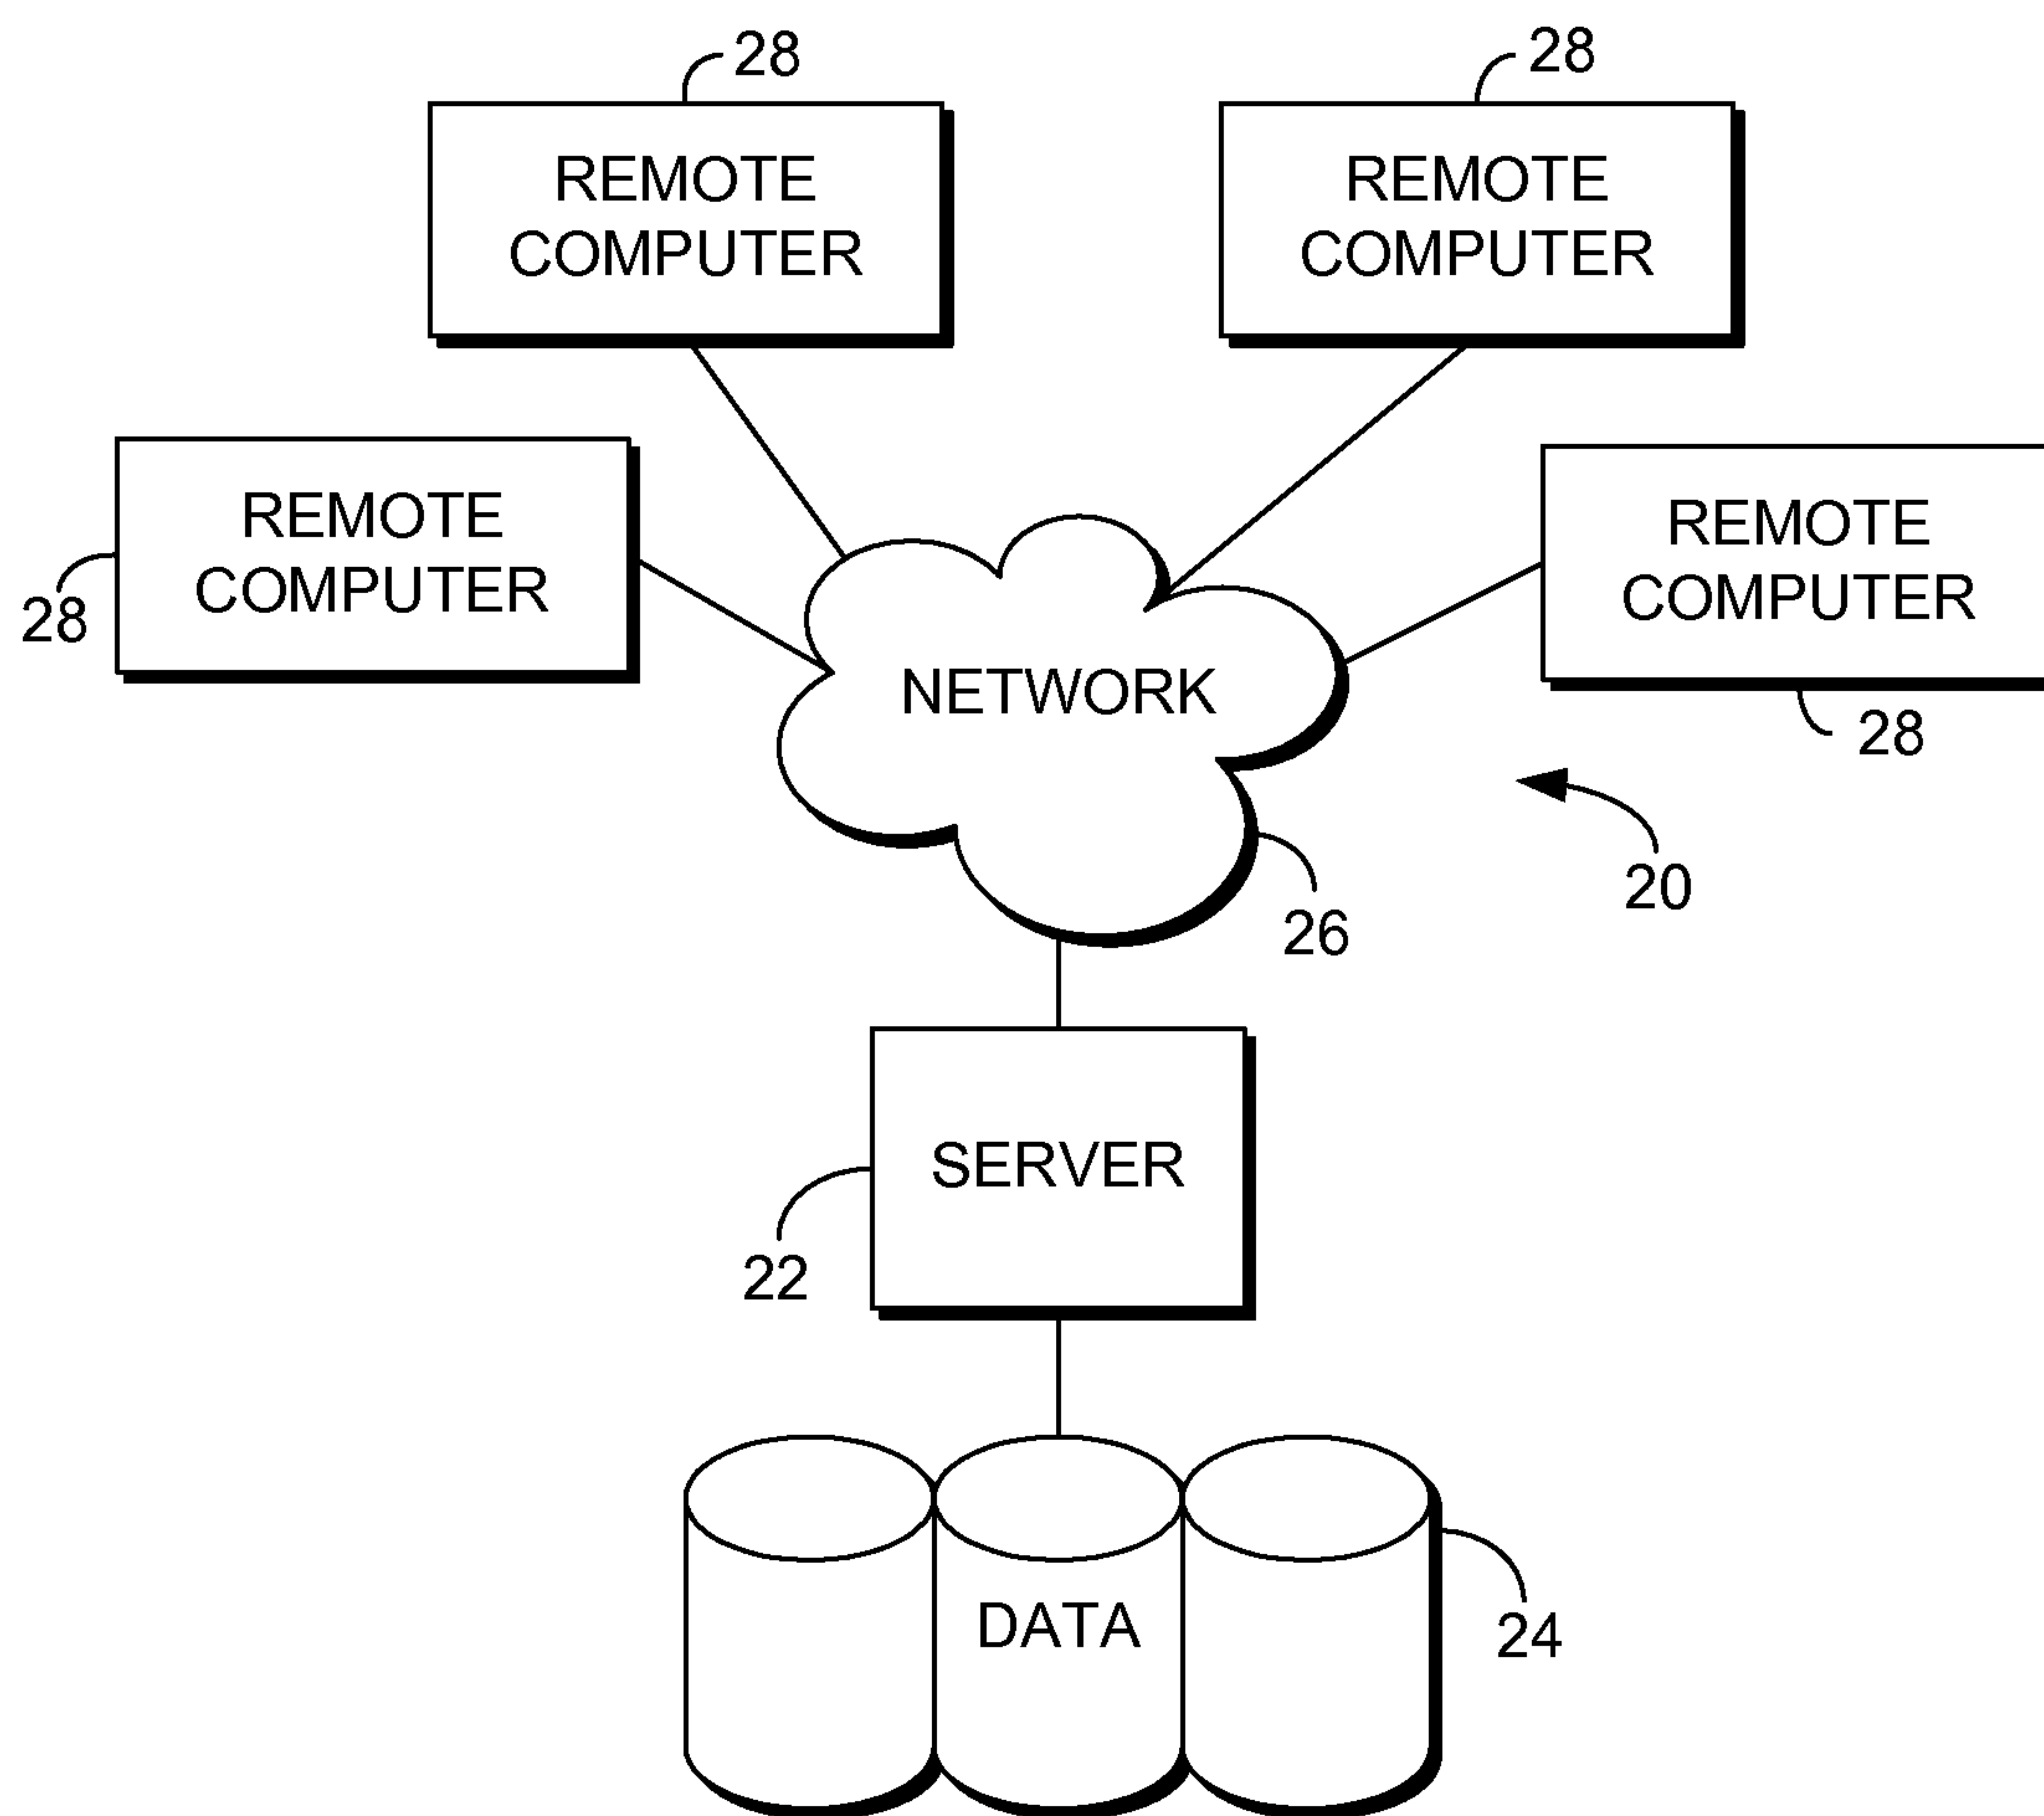 28
28
REMOTE
COMPUTER
REMOTE
COMPUTER
REMOTE
COMPUTER
28
REMOTE
COMPUTER
28
NETWORK
20
26
SERVER
22
DATA
24